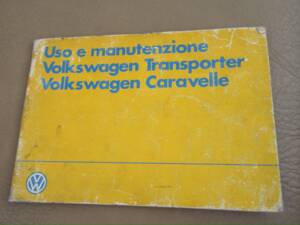 Uso e manutenzione
Volkswagen Transporter
Volkswagen Caravelle
VW